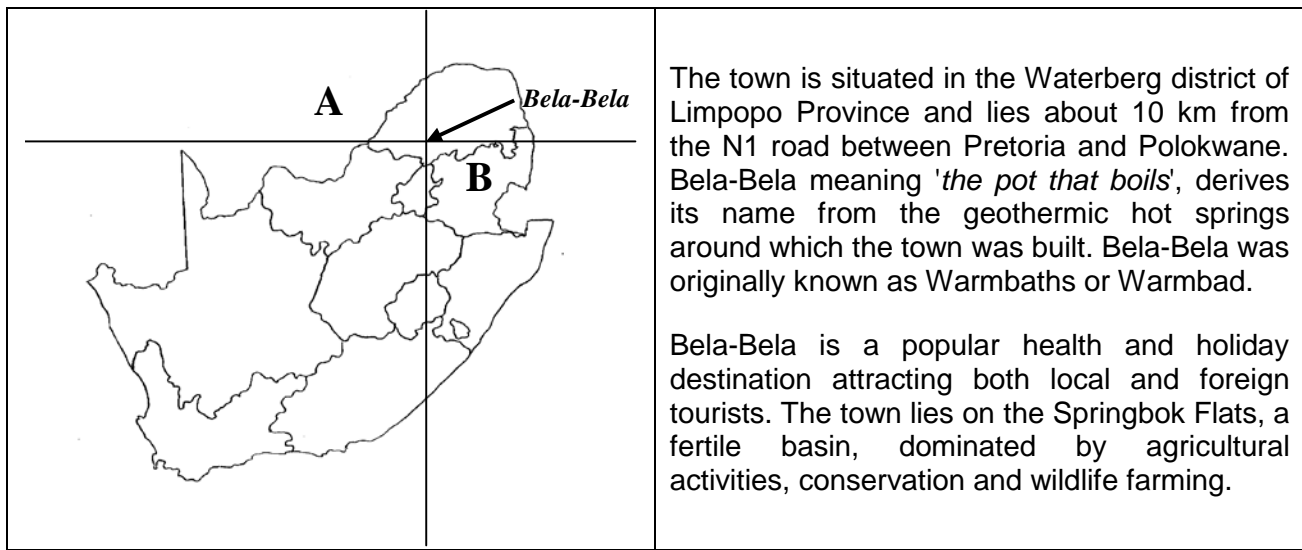 A
Bela-Bela
B
The town is situated in the Waterberg district of
Limpopo Province and lies about 10 km from
the N1 road between Pretoria and Polokwane.
Bela-Bela meaning 'the pot that boils', derives
its name from the geothermic hot springs
around which the town was built. Bela-Bela was
originally known as Warmbaths or Warmbad.
Bela-Bela is a popular health and holiday
destination attracting both local and foreign
tourists. The town lies on the Springbok Flats, a
fertile basin, dominated by agricultural
activities, conservation and wildlife farming.